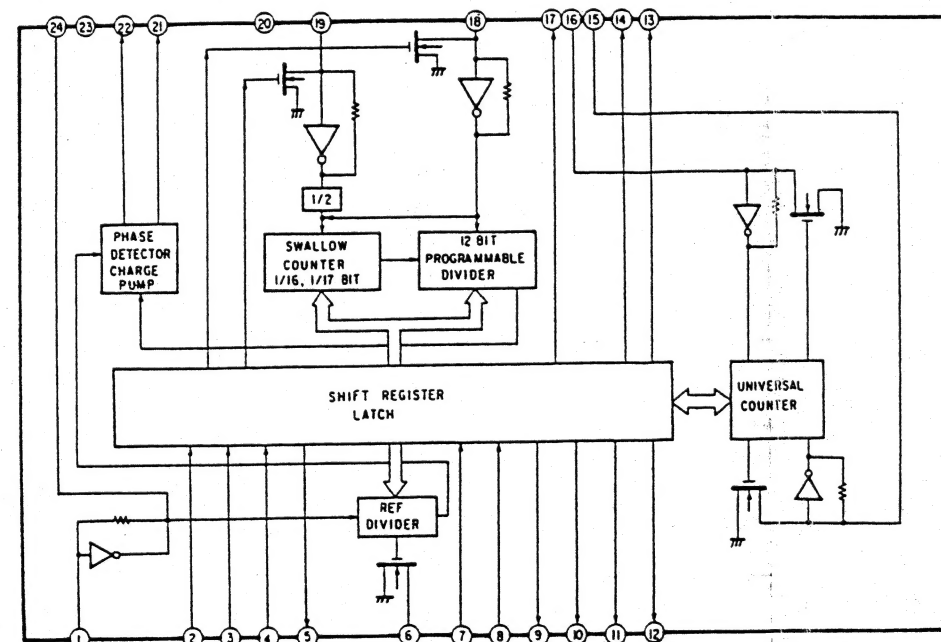 24 23 22 21 20 19 18 17 16 15 14 13
1/2
PHASE
DETECTOR
CHARGE
PUMP
SWALLOW
COUNTER
1/16, 1/17 BIT
12 BIT
PROGRAMMABLE
DIVIDER
SHIFT REGISTER
LATCH
UNIVERSAL
COUNTER
REF
DIVIDER
1 2 3 4 5 6 7 8 9 10 11 12